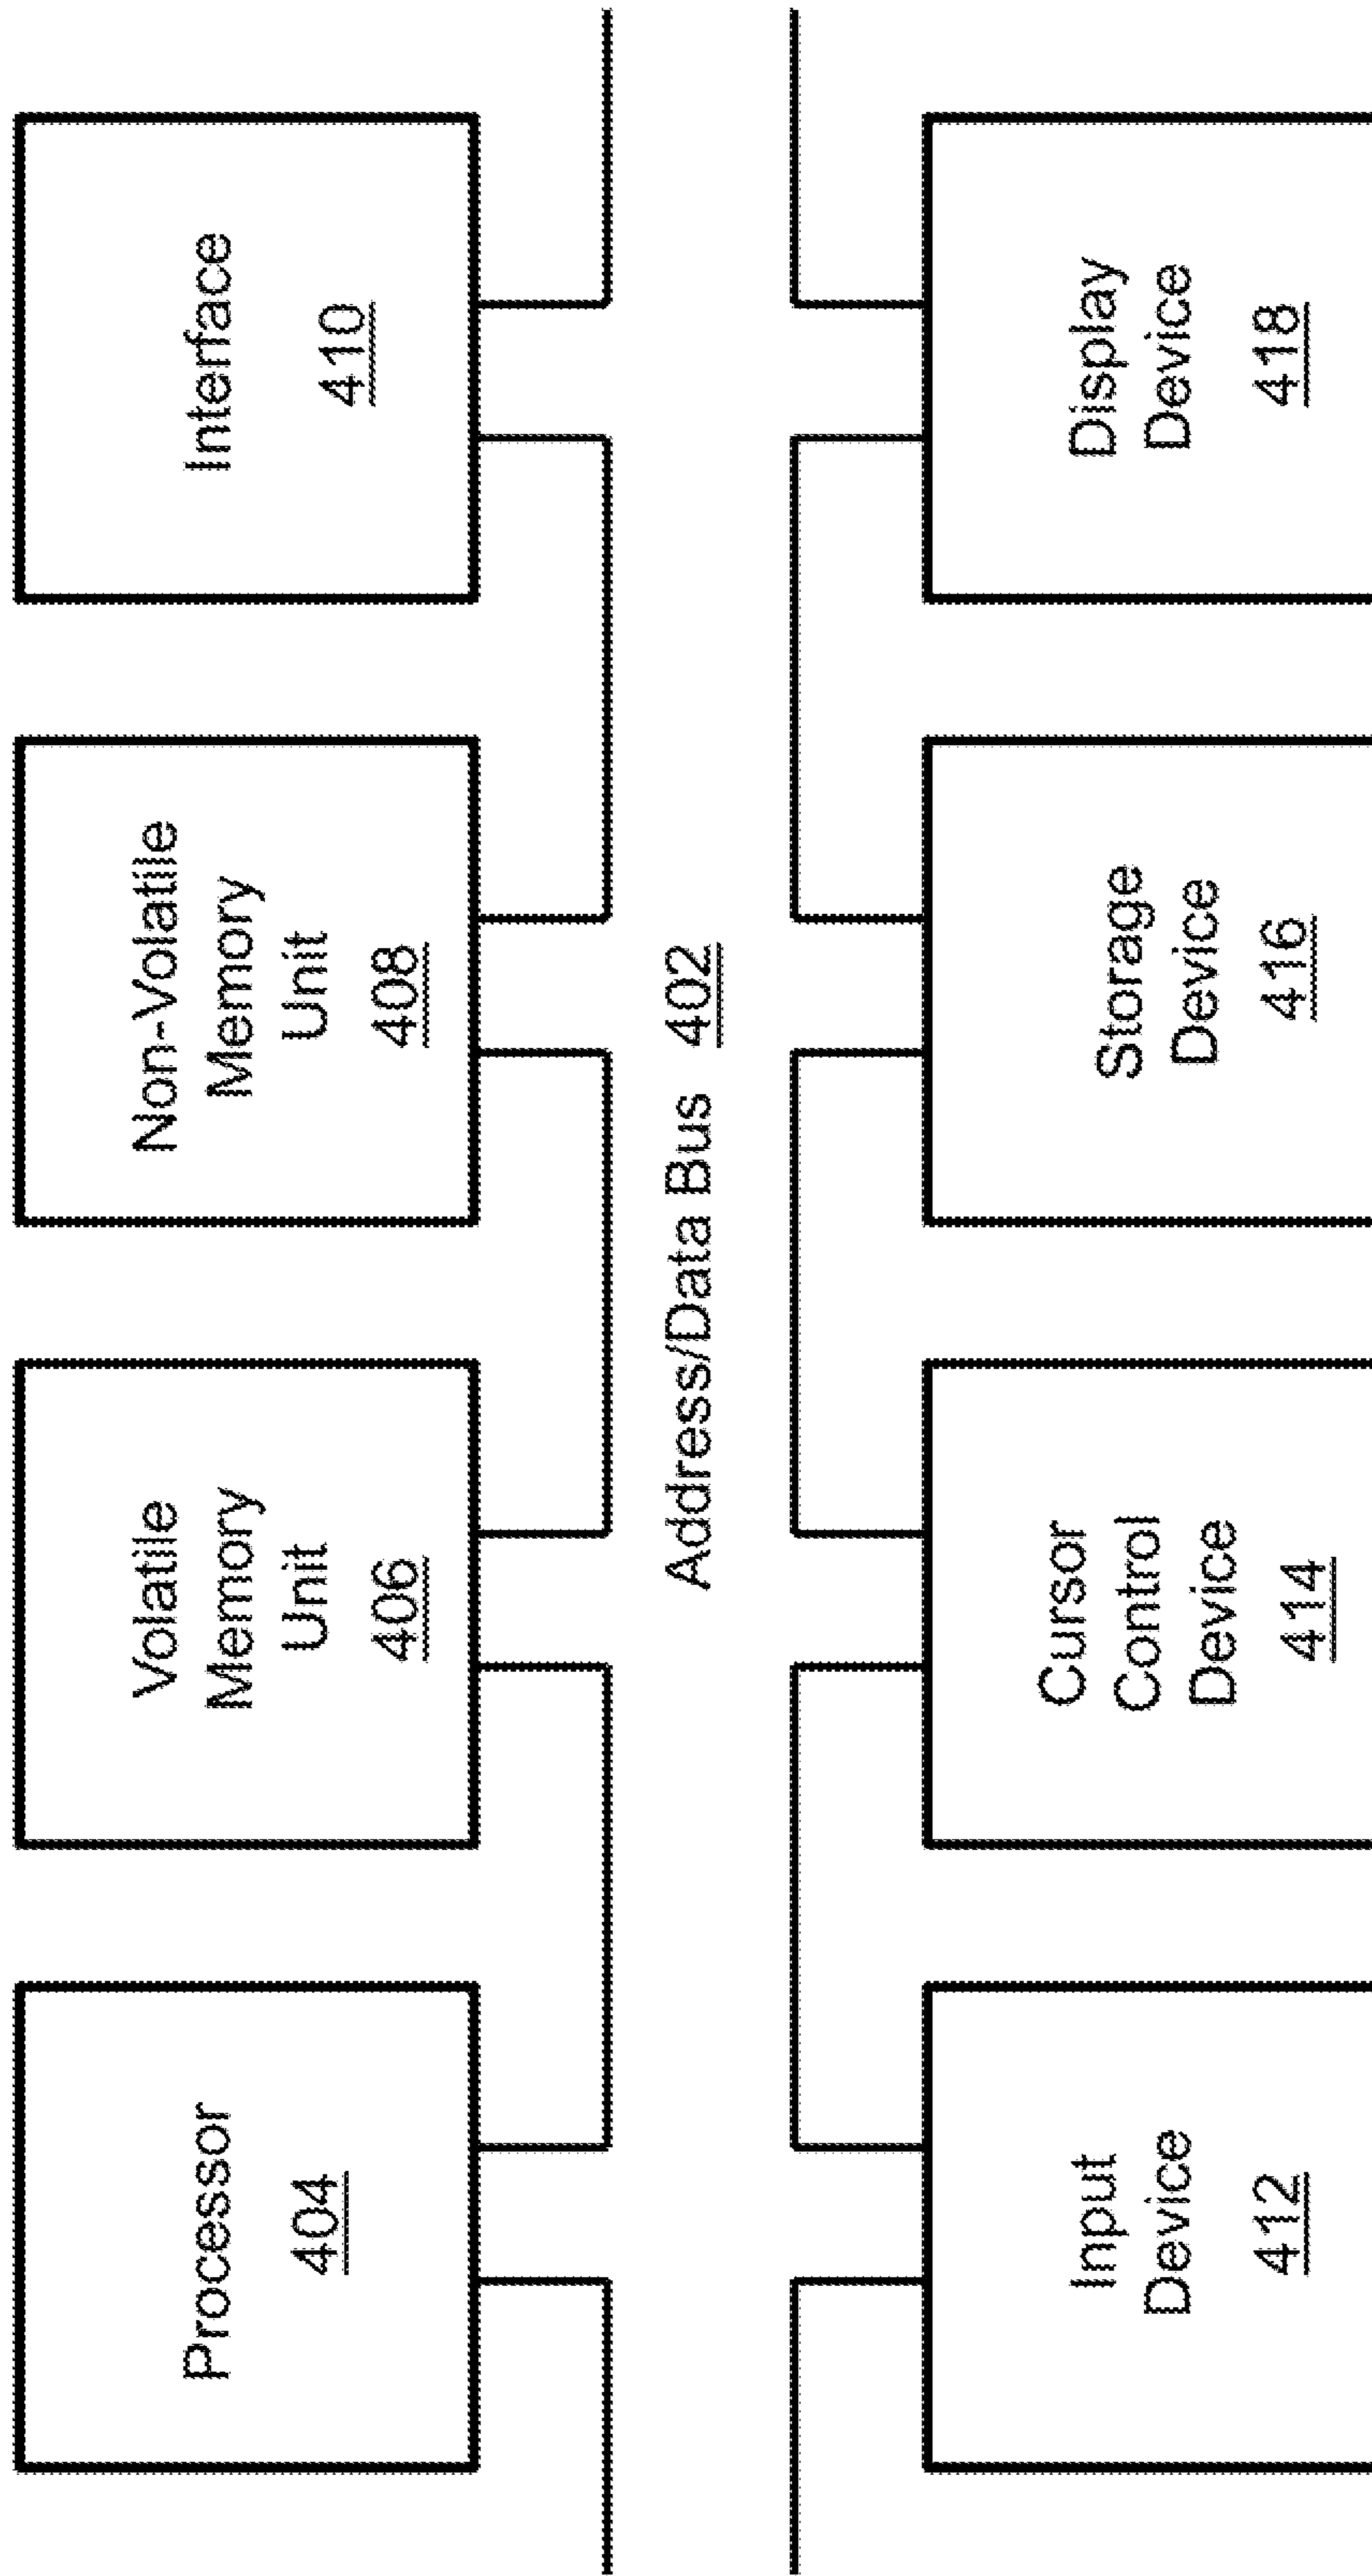 Processor
404
Volatile
Memory
Unit
406
Non-Volatile
Memory
Unit
408
Interface
410
Address/Data Bus 402
Input
Device
412
Cursor
Control
Device
414
Storage
Device
416
Display
Device
418